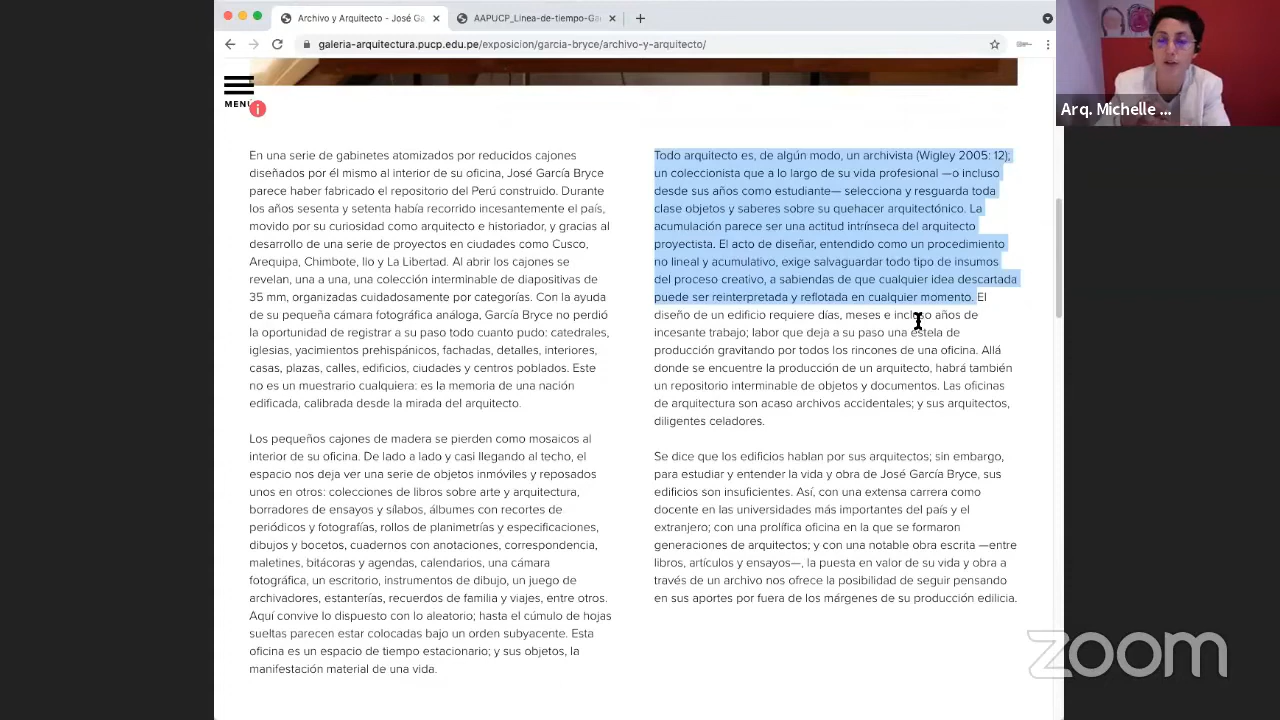 Archivo y Arquitecto - José Ga
AAPUCP_Linea-de-tiempo-Ga
galeria-arquitectura.pucp.edu.pe/exposicion/garcia-bryce/archivo-y-arquitecto/
MENÚ
i
Arq. Michelle ...
En una serie de gabinetes atomizados por reducidos cajones
diseñados por él mismo al interior de su oficina, José García Bryce
parece haber fabricado el repositorio del Perú construido. Durante
los años sesenta y setenta había recorrido incesantemente el país,
movido por su curiosidad como arquitecto e historiador, y gracias al
desarrollo de una serie de proyectos en ciudades como Cusco,
Arequipa, Chimbote, Ilo y La Libertad. Al abrir los cajones se
revelan, una a una, una colección interminable de diapositivas de
35 mm, organizadas cuidadosamente por categorías. Con la ayuda
de su pequeña cámara fotográfica análoga, García Bryce no perdió
la oportunidad de registrar a su paso todo cuanto pudo: catedrales,
iglesias, yacimientos prehispánicos, fachadas, detalles, interiores,
casas, plazas, calles, edificios, ciudades y centros poblados. Este
no es un muestrario cualquiera: es la memoria de una nación
edificada, calibrada desde la mirada del arquitecto.
Los pequeños cajones de madera se pierden como mosaicos al
interior de su oficina. De lado a lado y casi llegando al techo, el
espacio nos deja ver una serie de objetos inmóviles y reposados
unos en otros: colecciones de libros sobre arte y arquitectura,
borradores de ensayos y sílabos, álbumes con recortes de
periódicos y fotografías, rollos de planimetrías y especificaciones,
dibujos y bocetos, cuadernos con anotaciones, correspondencia,
maletines, bitácoras y agendas, calendarios, una cámara
fotográfica, un escritorio, instrumentos de dibujo, un juego de
archivadores, estanterías, recuerdos de familia y viajes, entre otros.
Aquí convive lo dispuesto con lo aleatorio; hasta el cúmulo de hojas
sueltas parecen estar colocadas bajo un orden subyacente. Esta
oficina es un espacio de tiempo estacionario; y sus objetos, la
manifestación material de una vida.
Todo arquitecto es, de algún modo, un archivista (Wigley 2005: 12),
un coleccionista que a lo largo de su vida profesional —o incluso
desde sus años como estudiante— selecciona y resguarda toda
clase objetos y saberes sobre su quehacer arquitectónico. La
acumulación parece ser una actitud intrínseca del arquitecto
proyectista. El acto de diseñar, entendido como un procedimiento
no lineal y acumulativo, exige salvaguardar todo tipo de insumos
del proceso creativo, a sabiendas de que cualquier idea descartada
puede ser reinterpretada y reflotada en cualquier momento. El
diseño de un edificio requiere días, meses e incluso años de
incesante trabajo; labor que deja a su paso una estela de
producción gravitando por todos los rincones de una oficina. Allá
donde se encuentre la producción de un arquitecto, habrá también
un repositorio interminable de objetos y documentos. Las oficinas
de arquitectura son acaso archivos accidentales; y sus arquitectos,
diligentes celadores.
Se dice que los edificios hablan por sus arquitectos; sin embargo,
para estudiar y entender la vida y obra de José García Bryce, sus
edificios son insuficientes. Así, con una extensa carrera como
docente en las universidades más importantes del país y el
extranjero; con una prolífica oficina en la que se formaron
generaciones de arquitectos; y con una notable obra escrita —entre
libros, artículos y ensayos—, la puesta en valor de su vida y obra a
través de un archivo nos ofrece la posibilidad de seguir pensando
en sus aportes por fuera de los márgenes de su producción edilicia.
zoom